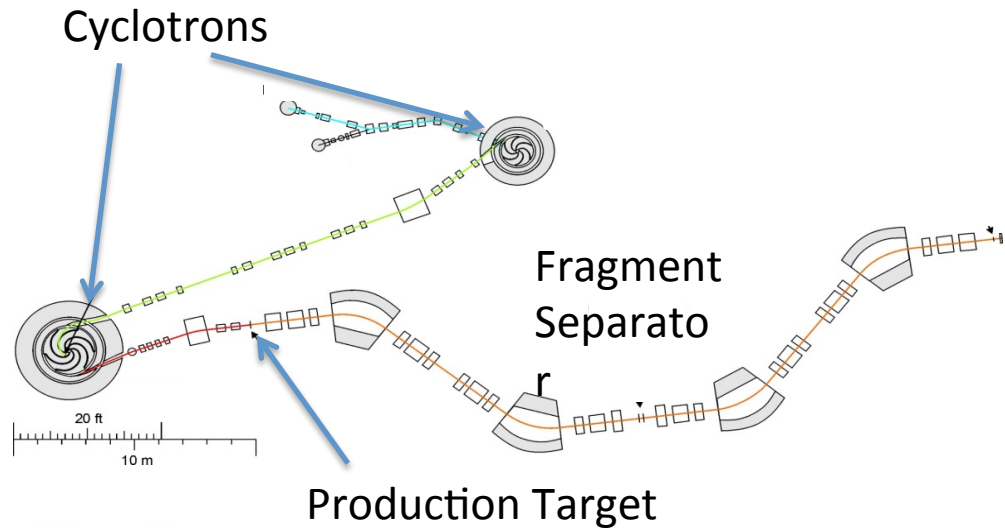 Cyclotrons
Fragment
Separato
r
20 ft
10 m
Production Target